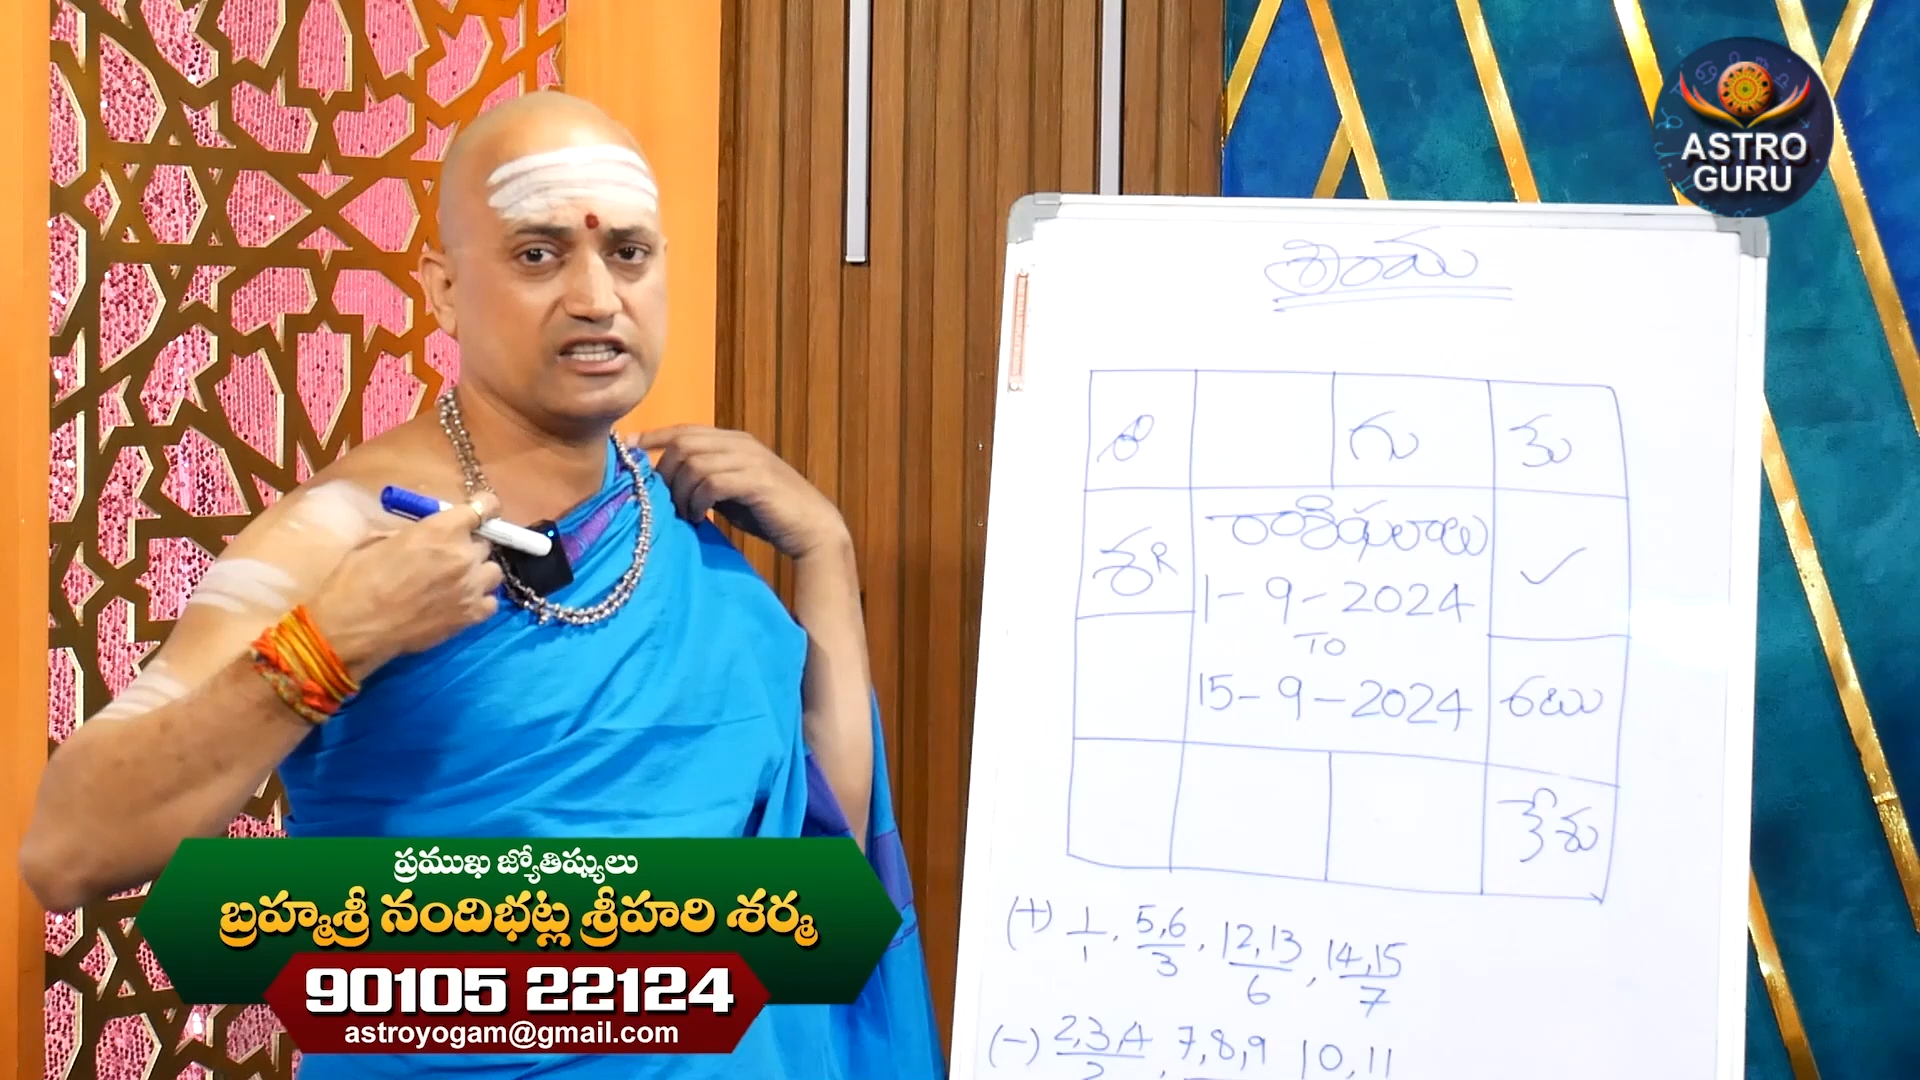 ASTRO
GURU
శ్రీరామ
గు
కు
రాశిఫలాలు
శR
1-9-2024
TO
15-9-2024
రబు
కేశు
(+) 1/1, 5,6/3, 12,13/6, 14,15/7
(-) 2,3,4, 7,8,9 10,11
ప్రముఖ జ్యోతిష్యులు
బ్రహ్మశ్రీ నందిభట్ల శ్రీహరి శర్మ
90105 22124
astroyogam@gmail.com